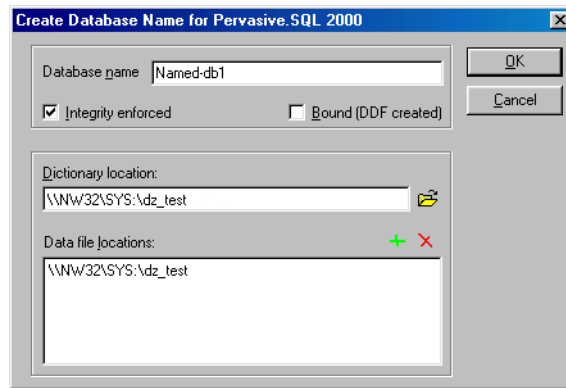 Create Database Name for Pervasive.SQL 2000
Database name Named-db1
OK
Integrity enforced Bound (DDF created)
Cancel
Dictionary location:
\\NW32\SYS:\dz_test
Data file locations:
\\NW32\SYS:\dz_test